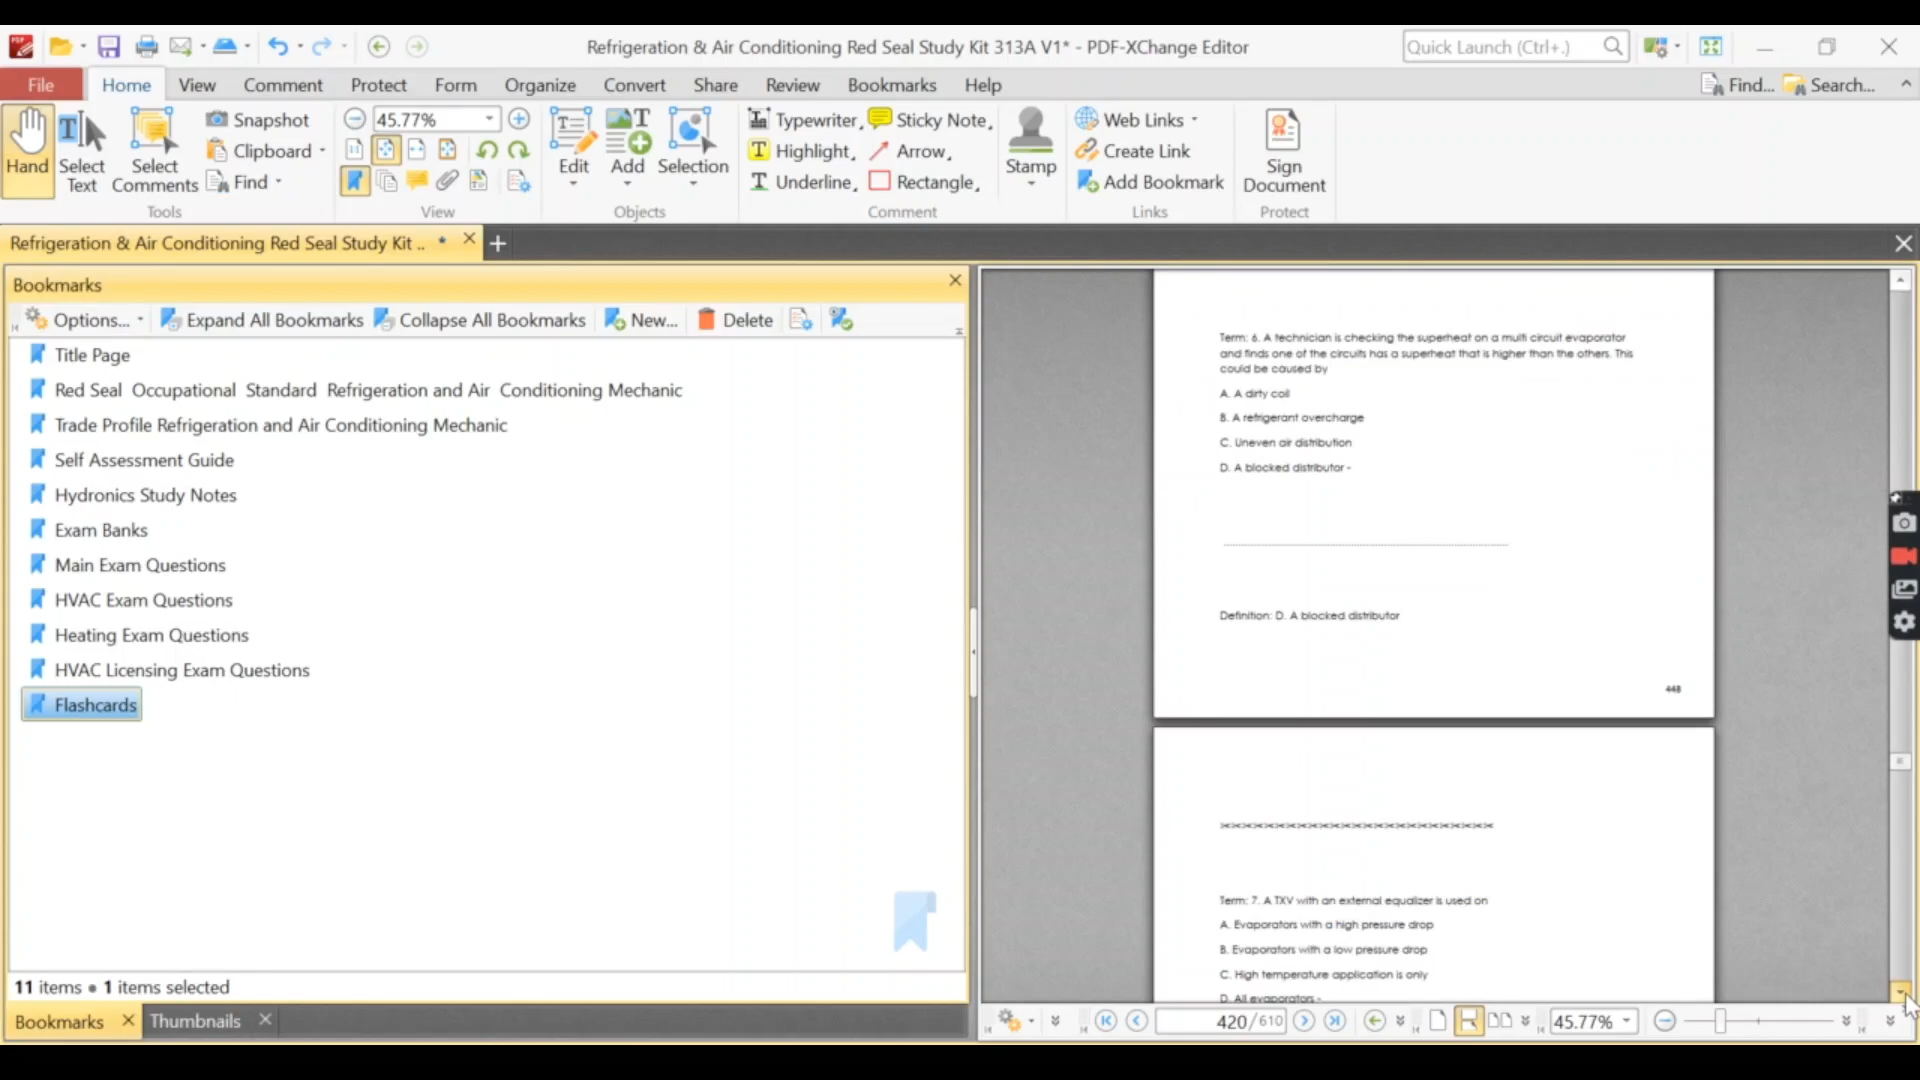 Refrigeration & Air Conditioning Red Seal Study Kit 313A V1* - PDF-XChange Editor
Quick Launch (Ctrl+.)
File Home View Comment Protect Form Organize Convert Share Review Bookmarks Help
Find... Search...
Hand
Select Text
Select Comments
Snapshot
Clipboard
Find
Tools
45.77%
View
Edit
Add
Selection
Objects
Typewriter
Sticky Note
Highlight
Arrow
Underline
Rectangle
Comment
Stamp
Web Links
Create Link
Add Bookmark
Links
Sign Document
Protect
Refrigeration & Air Conditioning Red Seal Study Kit .. *
Bookmarks
Options... Expand All Bookmarks Collapse All Bookmarks New... Delete
Title Page
Red Seal Occupational Standard Refrigeration and Air Conditioning Mechanic
Trade Profile Refrigeration and Air Conditioning Mechanic
Self Assessment Guide
Hydronics Study Notes
Exam Banks
Main Exam Questions
HVAC Exam Questions
Heating Exam Questions
HVAC Licensing Exam Questions
Flashcards
11 items • 1 items selected
Bookmarks Thumbnails
Term: 6. A technician is checking the superheat on a multi circuit evaporator
and finds one of the circuits has a superheat that is higher than the others. This
could be caused by
A. A dirty coil
B. A refrigerant overcharge
C. Uneven air distribution
D. A blocked distributor -
Definition: D. A blocked distributor
448
Term: 7. A TXV with an external equalizer is used on
A. Evaporators with a high pressure drop
B. Evaporators with a low pressure drop
C. High temperature application is only
D. All evaporators -
420/610
45.77%